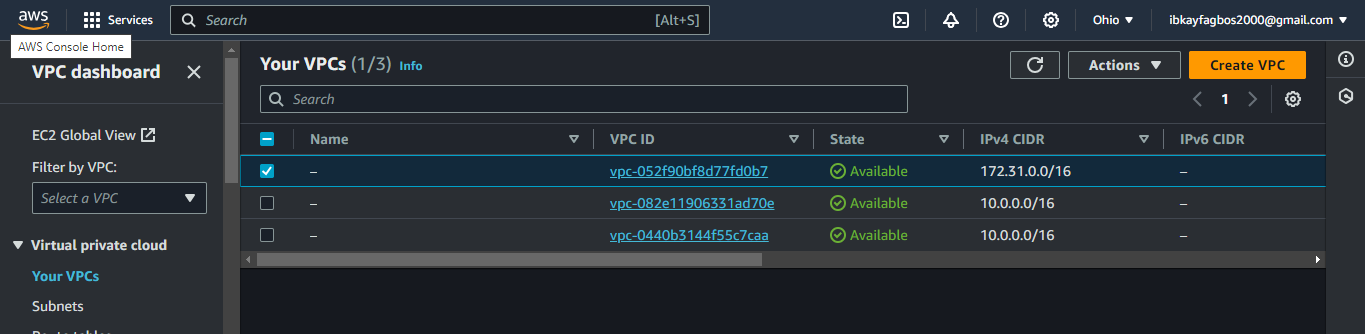 aws Services Search [Alt+S] Ohio ibkayfagbos2000@gmail.com
AWS Console Home
VPC dashboard
EC2 Global View
Filter by VPC:
Select a VPC
Virtual private cloud
Your VPCs
Subnets
Your VPCs (1/3) Info Actions Create VPC
Search 1
Name VPC ID State IPv4 CIDR IPv6 CIDR
– vpc-052f90bf8d77fd0b7 Available 172.31.0.0/16 –
– vpc-082e11906331ad70e Available 10.0.0.0/16 –
– vpc-0440b3144f55c7caa Available 10.0.0.0/16 –